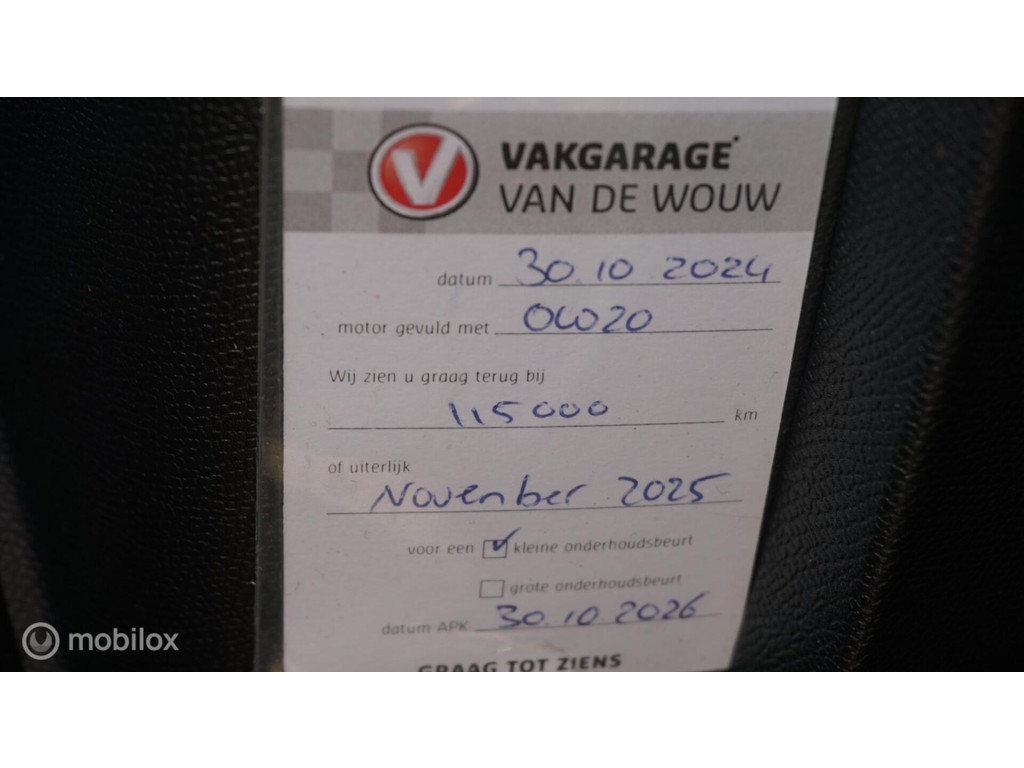 V
VAKGARAGE
VAN DE WOUW
datum 30.10.2024
motor gevuld met 0W20
Wij zien u graag terug bij
115000 km
of uiterlijk
November 2025
voor een kleine onderhoudsbeurt
grote onderhoudsbeurt
datum APK 30.10.2026
GRAAG TOT ZIENS
mobilox